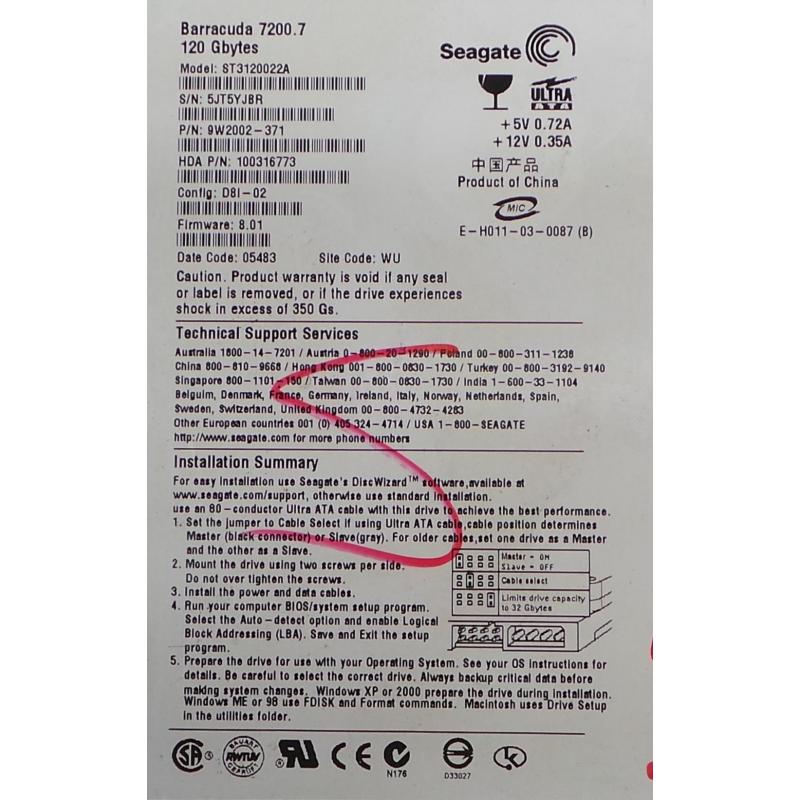 Barracuda 7200.7
120 Gbytes
Model: ST3120022A
S/N: 5JT5YJBR
P/N: 9W2002-371
HDA P/N: 100316773
Config: D8I-02
Firmware: 8.01
Date Code: 05483 Site Code: WU
Seagate
ULTRA
ATA
+5V 0.72A
+12V 0.35A
中国产品
Product of China
MIC
E-H011-03-0087 (B)
Caution. Product warranty is void if any seal
or label is removed, or if the drive experiences
shock in excess of 350 Gs.
Technical Support Services
Australia 1800-14-7201 / Austria 0-800-20-1290 / Poland 00-800-311-1238
China 800-810-9668 / Hong Kong 001-800-0830-1730 / Turkey 00-800-3192-9140
Singapore 800-1101-150 / Taiwan 00-800-0830-1730 / India 1-600-33-1104
Belguim, Denmark, France, Germany, Ireland, Italy, Norway, Netherlands, Spain,
Sweden, Switzerland, United Kingdom 00-800-4732-4283
Other European countries 001 (0) 405 324-4714 / USA 1-800-SEAGATE
http://www.seagate.com for more phone numbers
Installation Summary
For easy installation use Seagate's DiscWizard™ software,available at
www.seagate.com/support, otherwise use standard installation.
use an 80-conductor Ultra ATA cable with this drive to achieve the best performance.
1. Set the jumper to Cable Select if using Ultra ATA cable,cable position determines
Master (black connector) or Slave(gray). For older cables,set one drive as a Master
and the other as a Slave.
2. Mount the drive using two screws per side.
Do not over tighten the screws.
3. Install the power and data cables.
4. Run your computer BIOS/system setup program.
Select the Auto-detect option and enable Logical
Block Addressing (LBA). Save and Exit the setup
program.
Master = ON
Slave = OFF
Cable select
Limits drive capacity
to 32 Gbytes
5. Prepare the drive for use with your Operating System. See your OS instructions for
details. Be careful to select the correct drive. Always backup critical data before
making system changes. Windows XP or 2000 prepare the drive during installation.
Windows ME or 98 use FDISK and Format commands. Macintosh uses Drive Setup
in the utilities folder.
SA ®
BAUART
RWTÜV
GEPRÜFT
RU ®
CE
N176
D33027